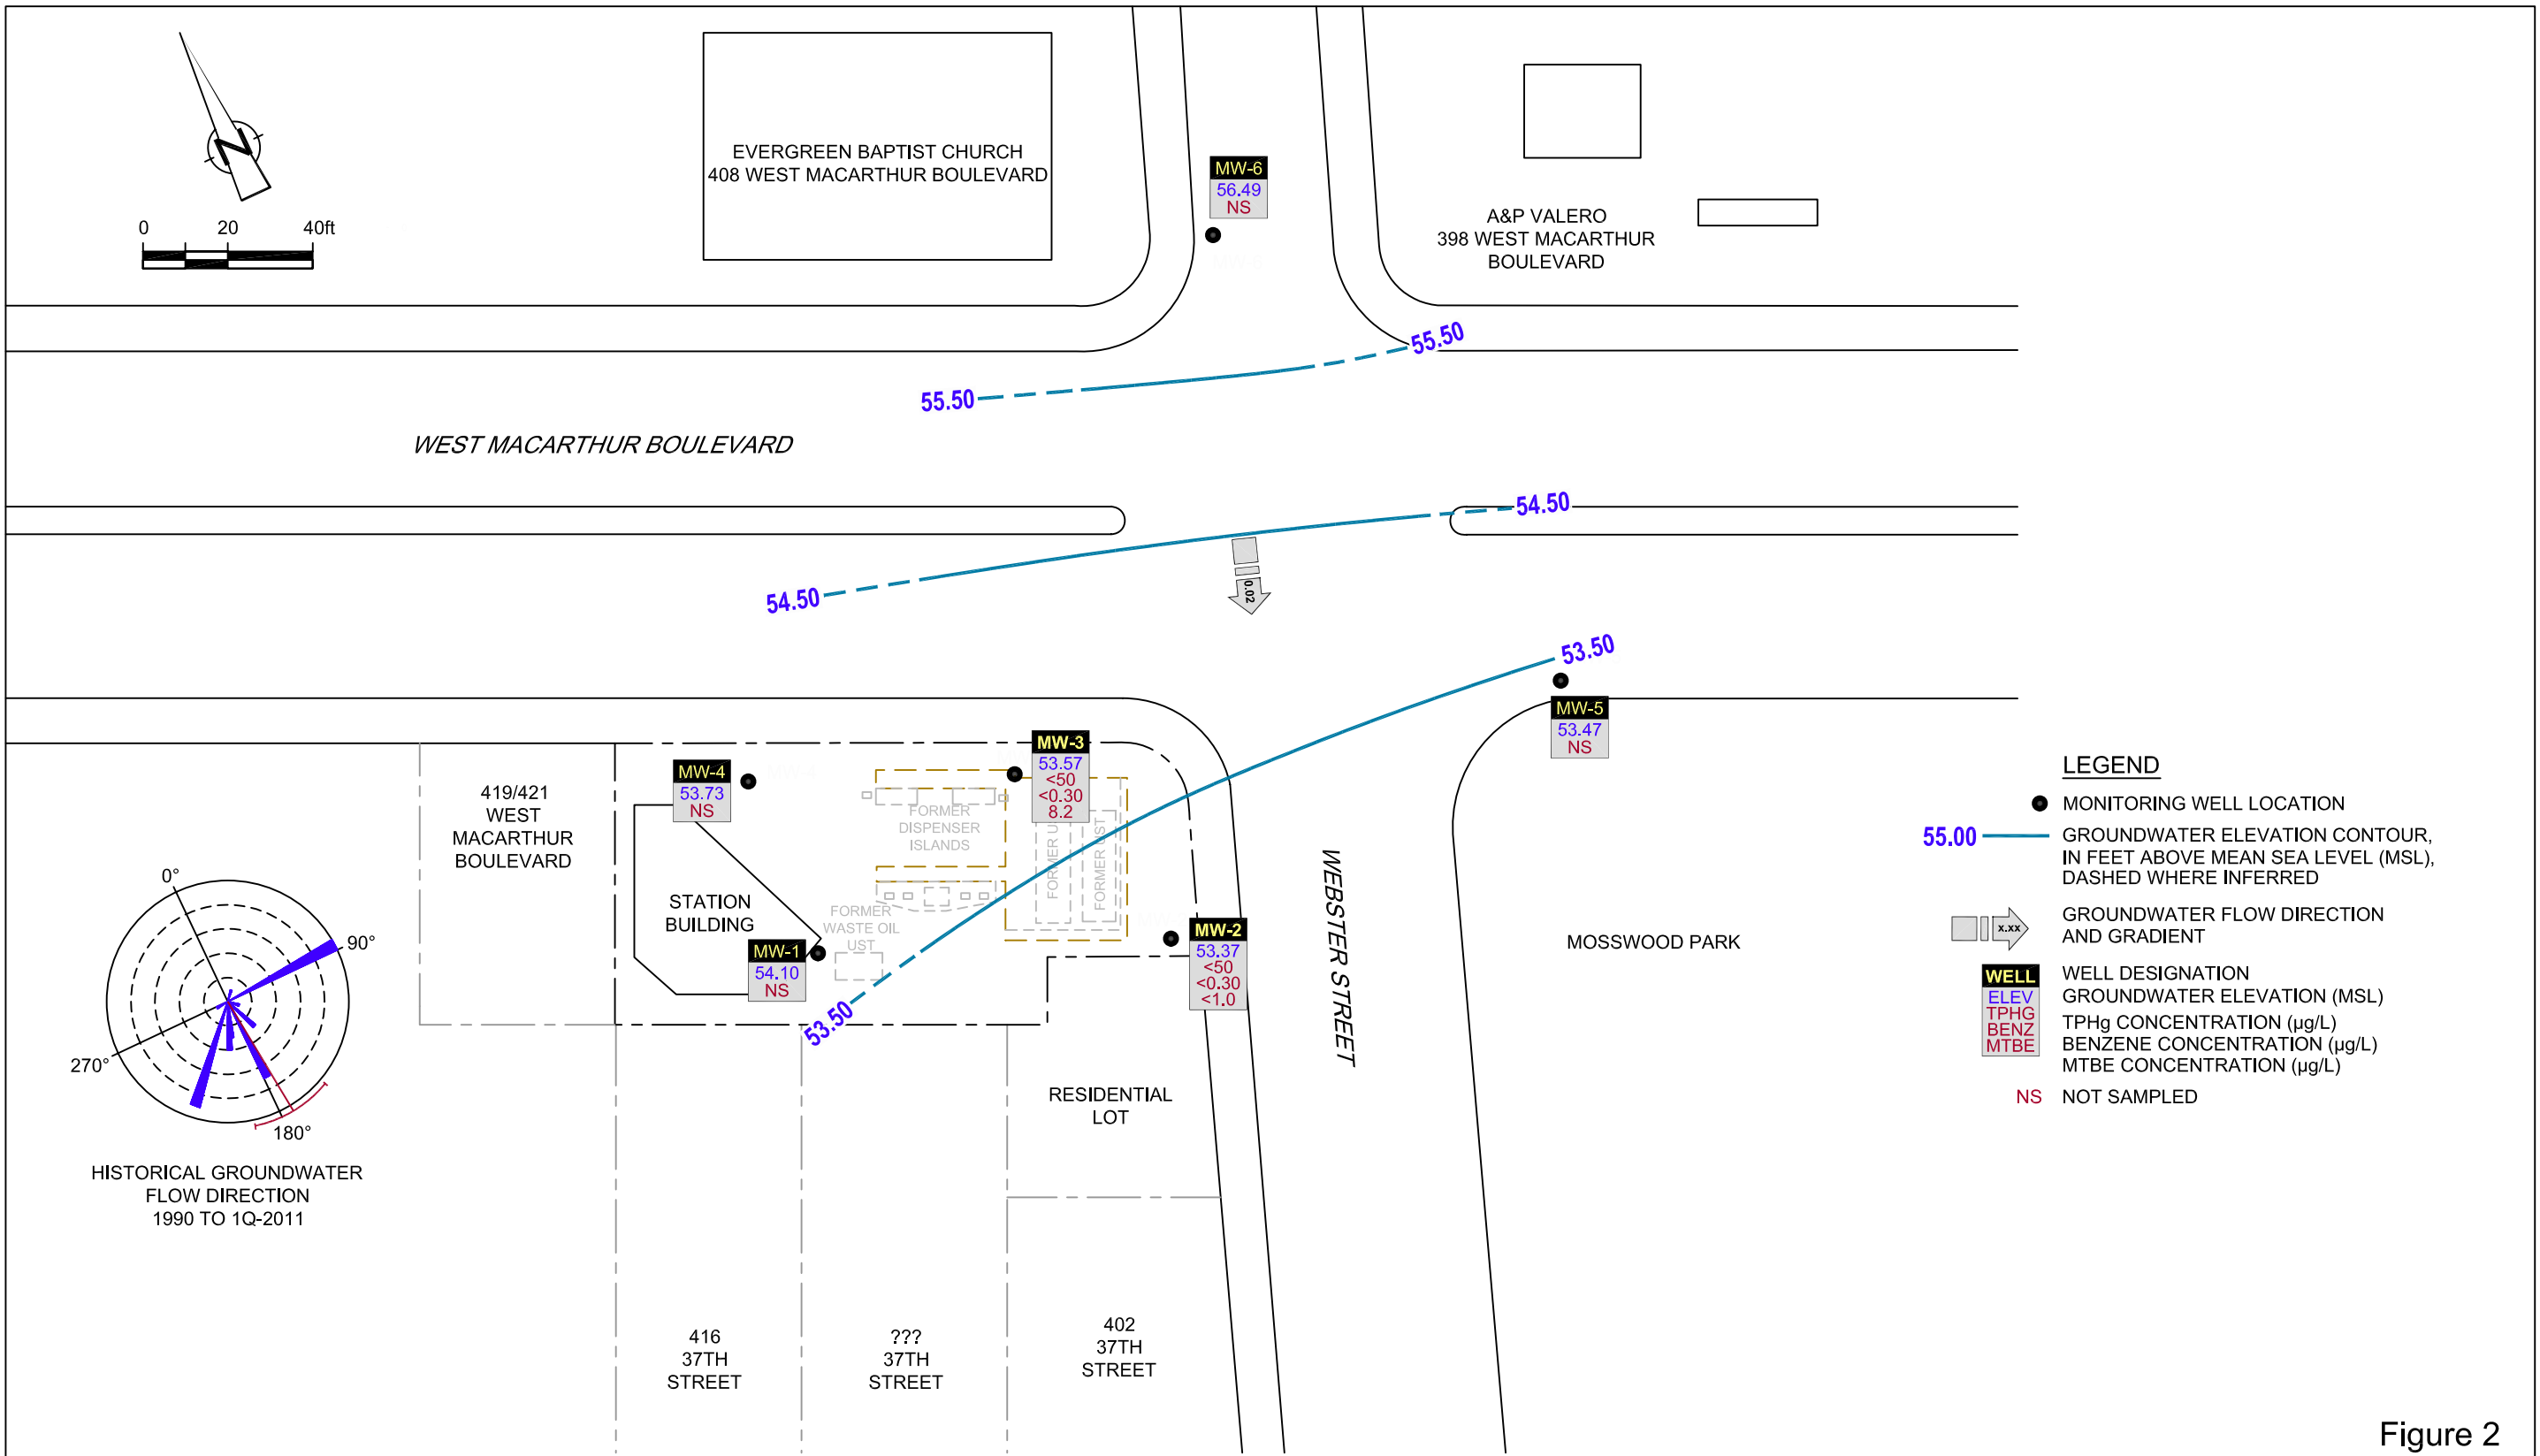 N
0 20 40ft
EVERGREEN BAPTIST CHURCH
408 WEST MACARTHUR BOULEVARD
MW-6
56.49
NS
A&P VALERO
398 WEST MACARTHUR
BOULEVARD
55.50
55.50
WEST MACARTHUR BOULEVARD
54.50
54.50
0.02
53.50
53.50
MW-5
53.47
NS
MW-4
53.73
NS
MW-3
53.57
<50
<0.30
8.2
419/421
WEST
MACARTHUR
BOULEVARD
FORMER
DISPENSER
ISLANDS
FORMER U
FORMER UST
STATION
BUILDING
FORMER
WASTE OIL
UST
MW-1
54.10
NS
MW-2
53.37
<50
<0.30
<1.0
WEBSTER STREET
MOSSWOOD PARK
RESIDENTIAL
LOT
416
37TH
STREET
???
37TH
STREET
402
37TH
STREET
0°
90°
270°
180°
HISTORICAL GROUNDWATER
FLOW DIRECTION
1990 TO 1Q-2011
LEGEND
MONITORING WELL LOCATION
55.00
GROUNDWATER ELEVATION CONTOUR,
IN FEET ABOVE MEAN SEA LEVEL (MSL),
DASHED WHERE INFERRED
x.xx
GROUNDWATER FLOW DIRECTION
AND GRADIENT
WELL
ELEV
TPHG
BENZ
MTBE
WELL DESIGNATION
GROUNDWATER ELEVATION (MSL)
TPHg CONCENTRATION (µg/L)
BENZENE CONCENTRATION (µg/L)
MTBE CONCENTRATION (µg/L)
NS NOT SAMPLED
Figure 2